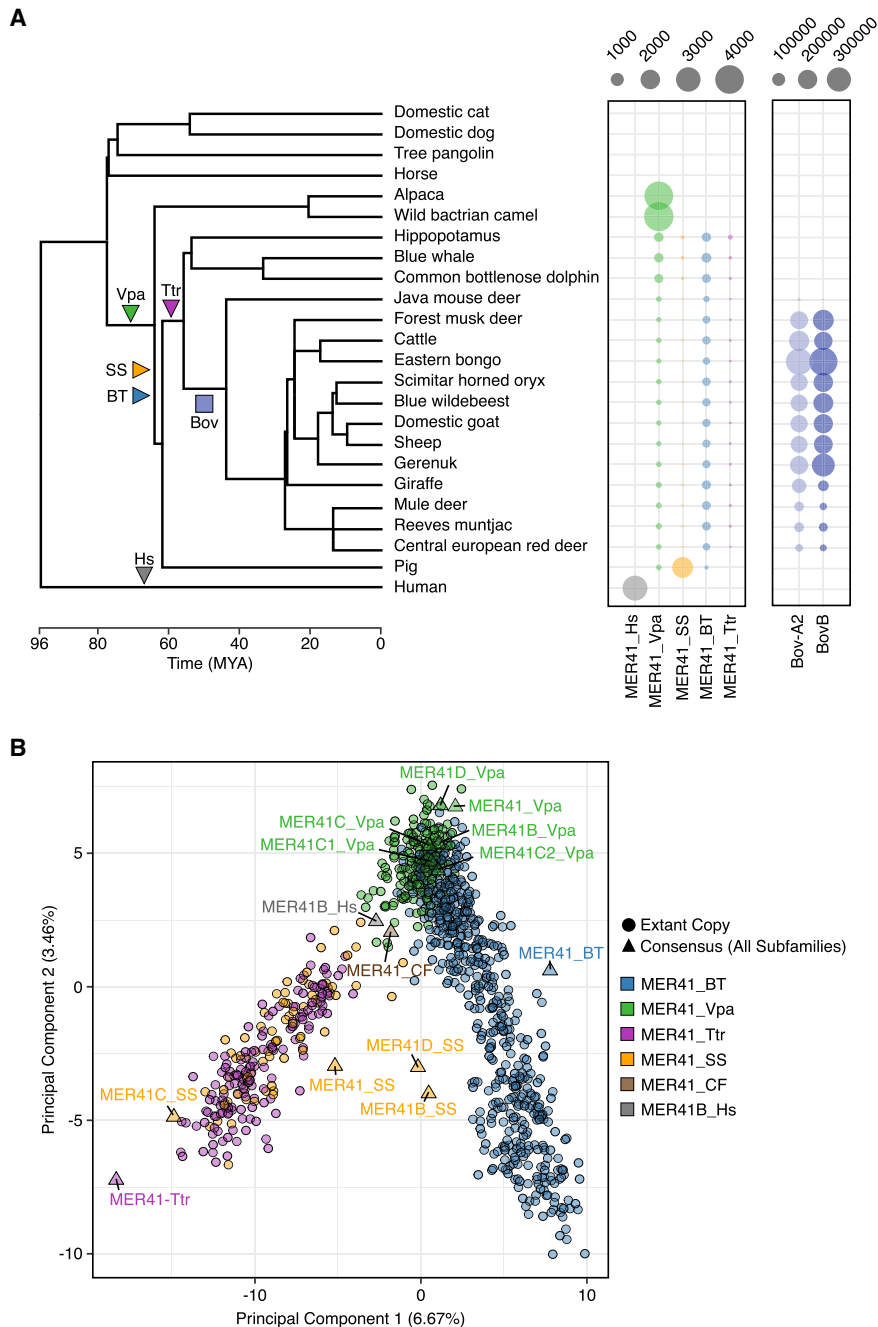 A
1000 2000 3000 4000 100000 200000 300000
Domestic cat
Domestic dog
Tree pangolin
Horse
Alpaca
Wild bactrian camel
Hippopotamus
Blue whale
Common bottlenose dolphin
Java mouse deer
Forest musk deer
Cattle
Eastern bongo
Scimitar horned oryx
Blue wildebeest
Domestic goat
Sheep
Gerenuk
Giraffe
Mule deer
Reeves muntjac
Central european red deer
Pig
Human
Vpa
Ttr
SS
BT
Bov
Hs
96 80 60 40 20 0
Time (MYA)
MER41_Hs
MER41_Vpa
MER41_SS
MER41_BT
MER41_Ttr
Bov-A2
BovB
B
MER41D_Vpa
MER41_Vpa
MER41C_Vpa
MER41B_Vpa
MER41C1_Vpa
MER41C2_Vpa
MER41B_Hs
MER41_CF
MER41_BT
MER41D_SS
MER41_SS
MER41C_SS
MER41B_SS
MER41-Ttr
5
0
-5
-10
Principal Component 2 (3.46%)
-10 0 10
Principal Component 1 (6.67%)
Extant Copy
Consensus (All Subfamilies)
MER41_BT
MER41_Vpa
MER41_Ttr
MER41_SS
MER41_CF
MER41B_Hs